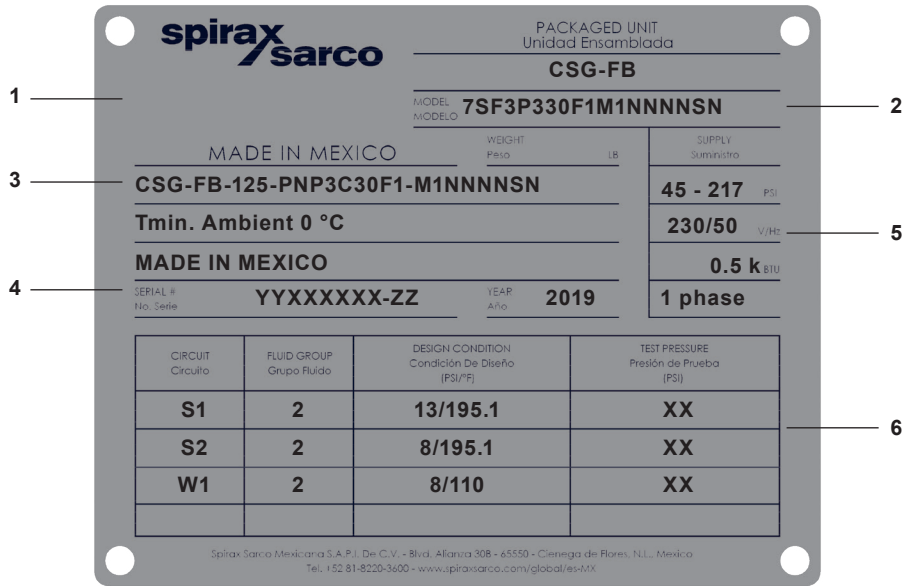 spirax
sarco
PACKAGED UNIT
Unidad Ensamblada
CSG-FB
1
MODEL
MODELO
7SF3P330F1M1NNNNSN
2
MADE IN MEXICO
WEIGHT
Peso
LB
SUPPLY
Suministro
3
CSG-FB-125-PNP3C30F1-M1NNNNSN
45 - 217 PSI
Tmin. Ambient 0 °C
230/50 V/Hz
5
MADE IN MEXICO
0.5 k BTU
4
SERIAL #
No. Serie
YYXXXXXX-ZZ
YEAR
Año
2019
1 phase
CIRCUIT
Circuito
FLUID GROUP
Grupo Fluido
DESIGN CONDITION
Condición De Diseño
(PSI/°F)
TEST PRESSURE
Presión de Prueba
(PSI)
S1 2 13/195.1 XX
6
S2 2 8/195.1 XX
W1 2 8/110 XX
Spirax Sarco Mexicana S.A.P.I. De C.V. - Blvd. Alianza 30B - 65550 - Cienega de Flores, N.L., Mexico
Tel. +52 81-8220-3600 - www.spiraxsarco.com/global/es-MX